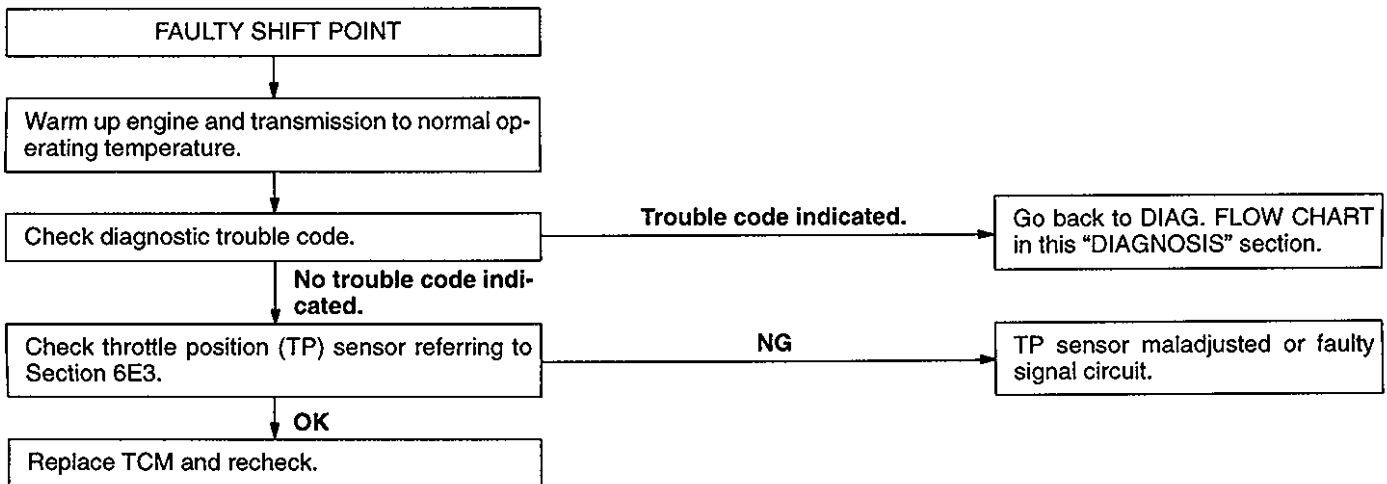 FAULTY SHIFT POINT
Warm up engine and transmission to normal op-
erating temperature.
Check diagnostic trouble code.
Trouble code indicated.
Go back to DIAG. FLOW CHART
in this “DIAGNOSIS” section.
No trouble code indi-
cated.
Check throttle position (TP) sensor referring to
Section 6E3.
NG
TP sensor maladjusted or faulty
signal circuit.
OK
Replace TCM and recheck.